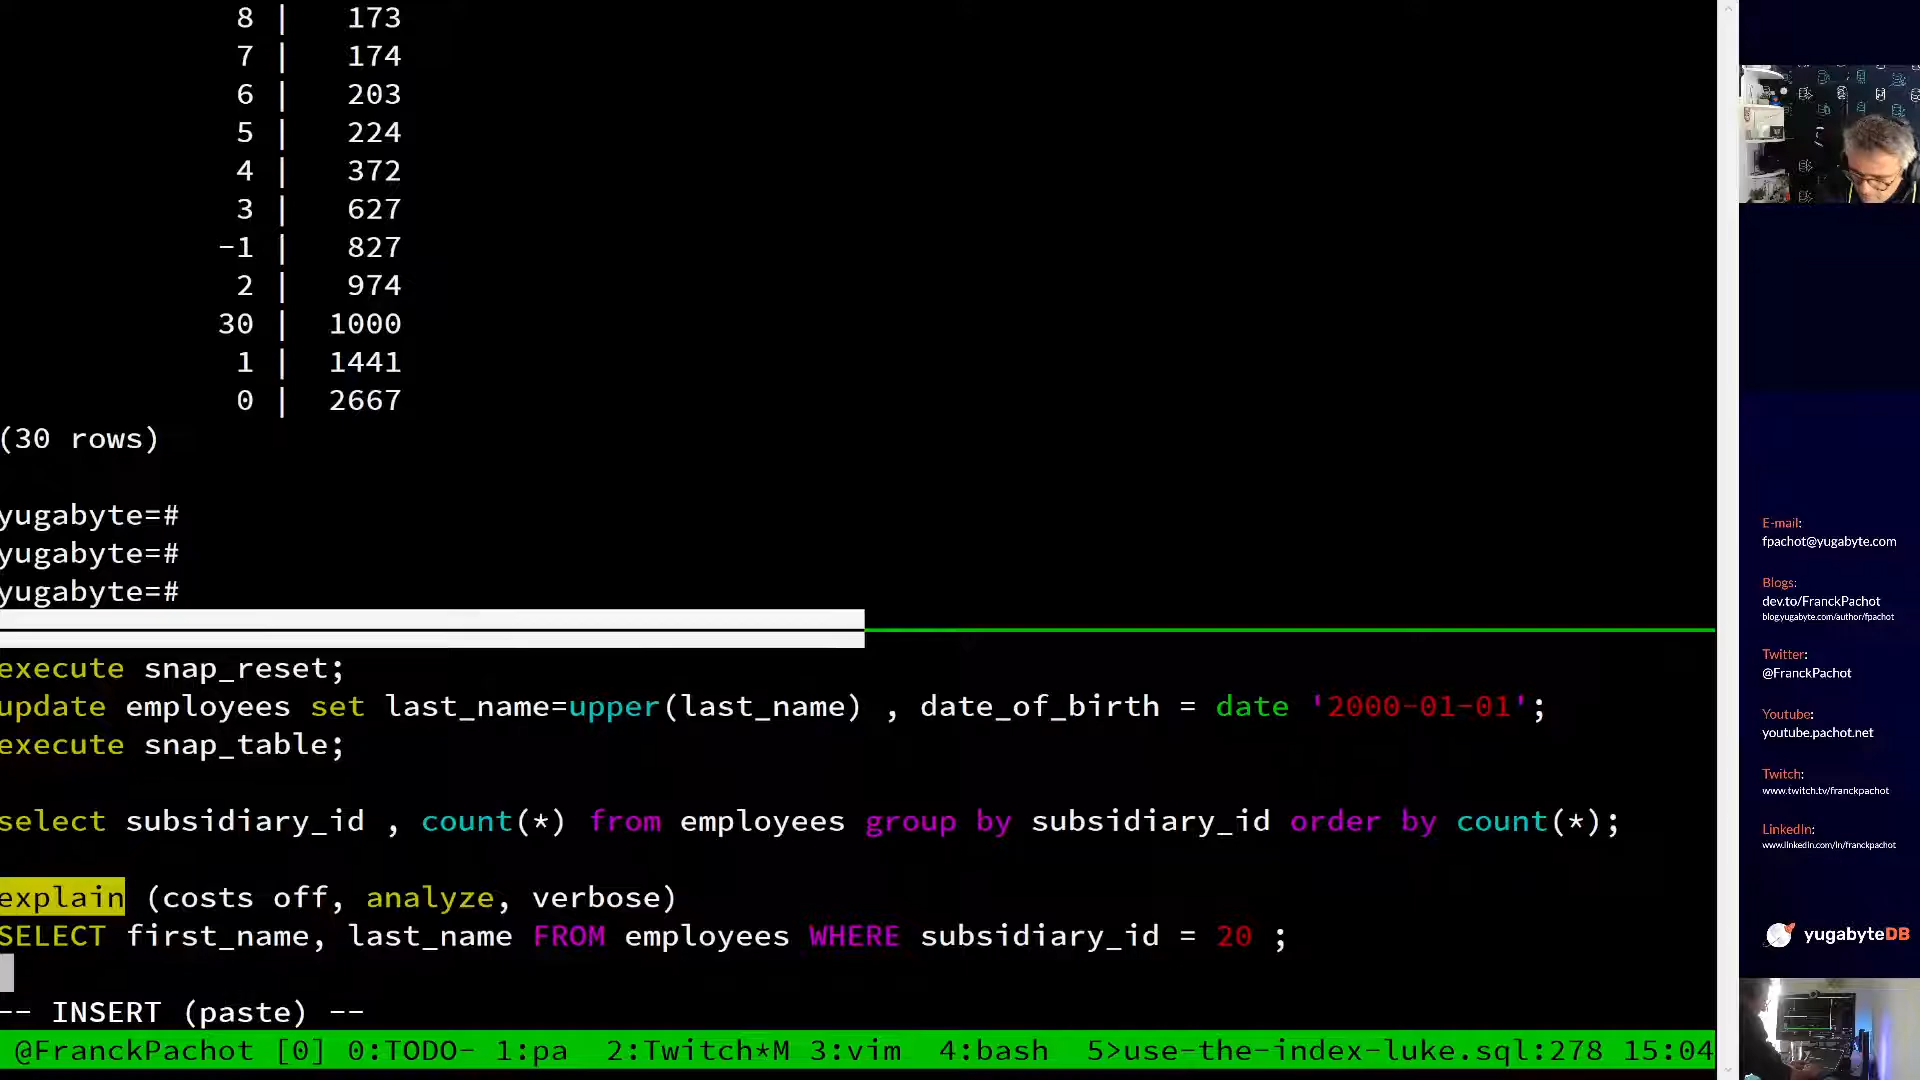 8 |   173
7 |   174
6 |   203
5 |   224
4 |   372
3 |   627
-1 |   827
2 |   974
30 |  1000
1 |  1441
0 |  2667
(30 rows)
yugabyte=#
yugabyte=#
yugabyte=#
execute snap_reset;
update employees set last_name=upper(last_name) , date_of_birth = date '2000-01-01';
execute snap_table;
select subsidiary_id , count(*) from employees group by subsidiary_id order by count(*);
explain (costs off, analyze, verbose)
SELECT first_name, last_name FROM employees WHERE subsidiary_id = 20 ;
-- INSERT (paste) --
@FranckPachot [0] 0:TODO- 1:pa  2:Twitch*M 3:vim  4:bash  5>use-the-index-luke.sql:278 15:04
E-mail:
fpachot@yugabyte.com
Blogs:
dev.to/FranckPachot
blog.yugabyte.com/author/fpachot
Twitter:
@FranckPachot
Youtube:
youtube.pachot.net
Twitch:
www.twitch.tv/franckpachot
LinkedIn:
www.linkedin.com/in/franckpachot
yugabyteDB